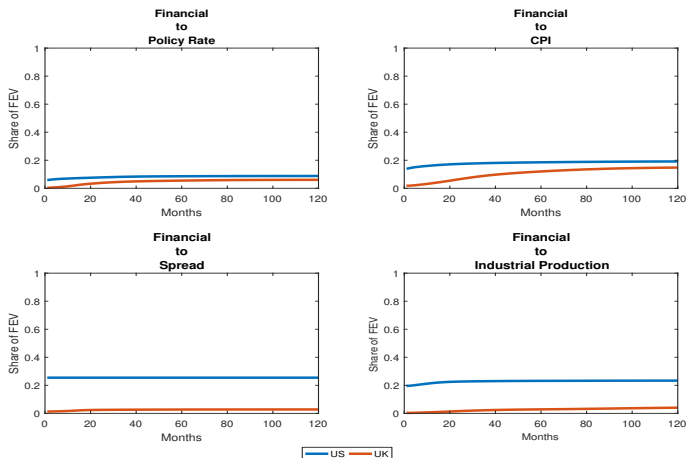 Financial
to
Policy Rate
Share of FEV
1
0.8
0.6
0.4
0.2
0
0 20 40 60 80 100 120
Months
Financial
to
CPI
Share of FEV
1
0.8
0.6
0.4
0.2
0
0 20 40 60 80 100 120
Months
Financial
to
Spread
Share of FEV
1
0.8
0.6
0.4
0.2
0
0 20 40 60 80 100 120
Months
Financial
to
Industrial Production
Share of FEV
1
0.8
0.6
0.4
0.2
0
0 20 40 60 80 100 120
Months
US UK